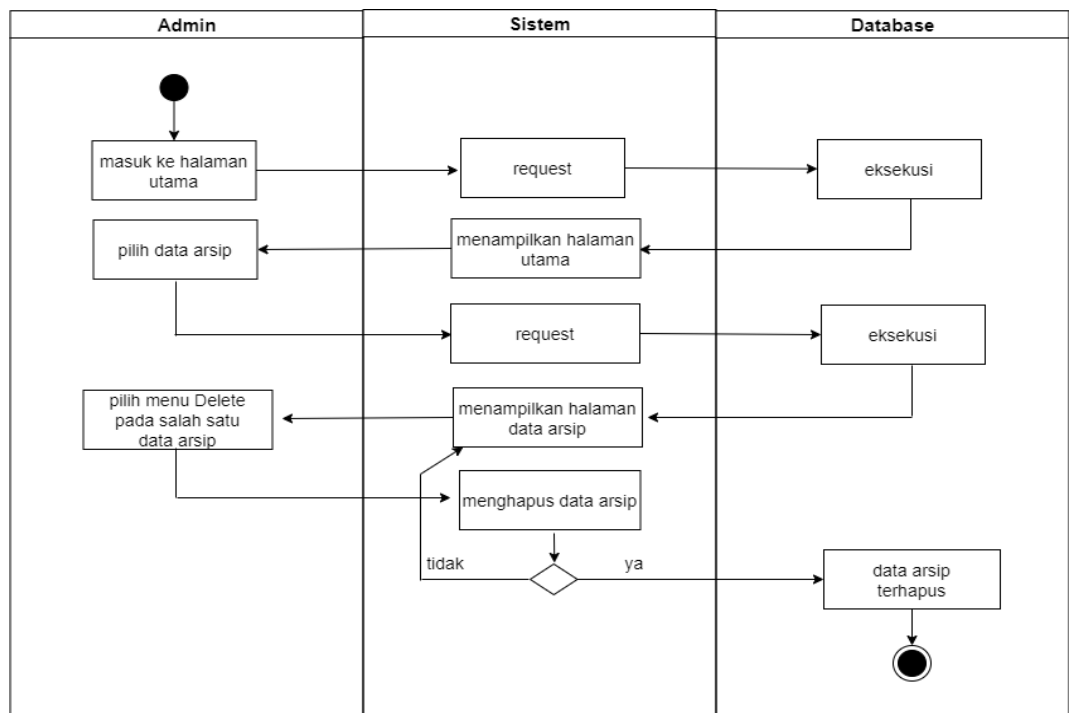 Admin
Sistem
Database
masuk ke halaman
utama
request
eksekusi
pilih data arsip
menampilkan halaman
utama
request
eksekusi
pilih menu Delete
pada salah satu
data arsip
menampilkan halaman
data arsip
menghapus data arsip
tidak
ya
data arsip
terhapus